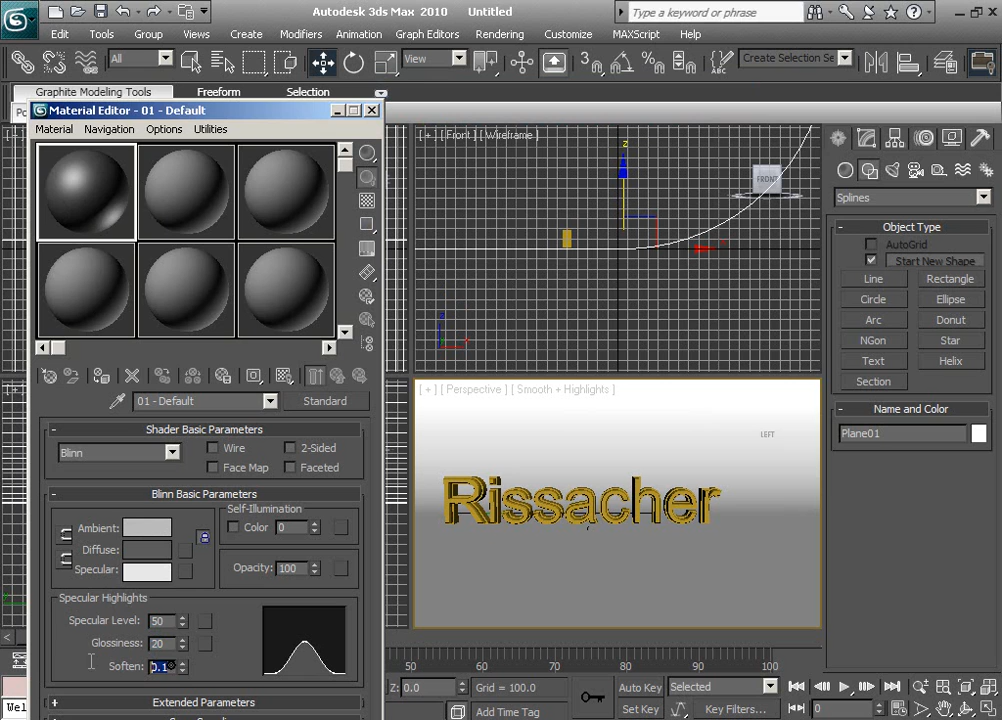 Autodesk 3ds Max 2010 Untitled
Type a keyword or phrase
Edit Tools Group Views Create Modifiers Animation Graph Editors Rendering Customize MAXScript Help
All View Create Selection Se
Graphite Modeling Tools Freeform Selection
Material Editor - 01 - Default
Material Navigation Options Utilities
[ + ] [ Front ] [ Wireframe ]
z
FRONT
Splines
Object Type
AutoGrid
Start New Shape
Line Rectangle
Circle Ellipse
Arc Donut
NGon Star
Text Helix
Section
Name and Color
Plane01
[ + ] [ Perspective ] [ Smooth + Highlights ]
LEFT
Rissacher
01 - Default Standard
Shader Basic Parameters
Blinn Wire 2-Sided
Face Map Faceted
Blinn Basic Parameters
Self-Illumination
Ambient: Color 0
Diffuse:
Specular: Opacity: 100
Specular Highlights
Specular Level: 50
Glossiness: 20
Soften: 0.1
Extended Parameters
50 60 70 80 90 100
Z: 0.0 Grid = 100.0 Auto Key Selected
Wel Add Time Tag Set Key Key Filters... 0